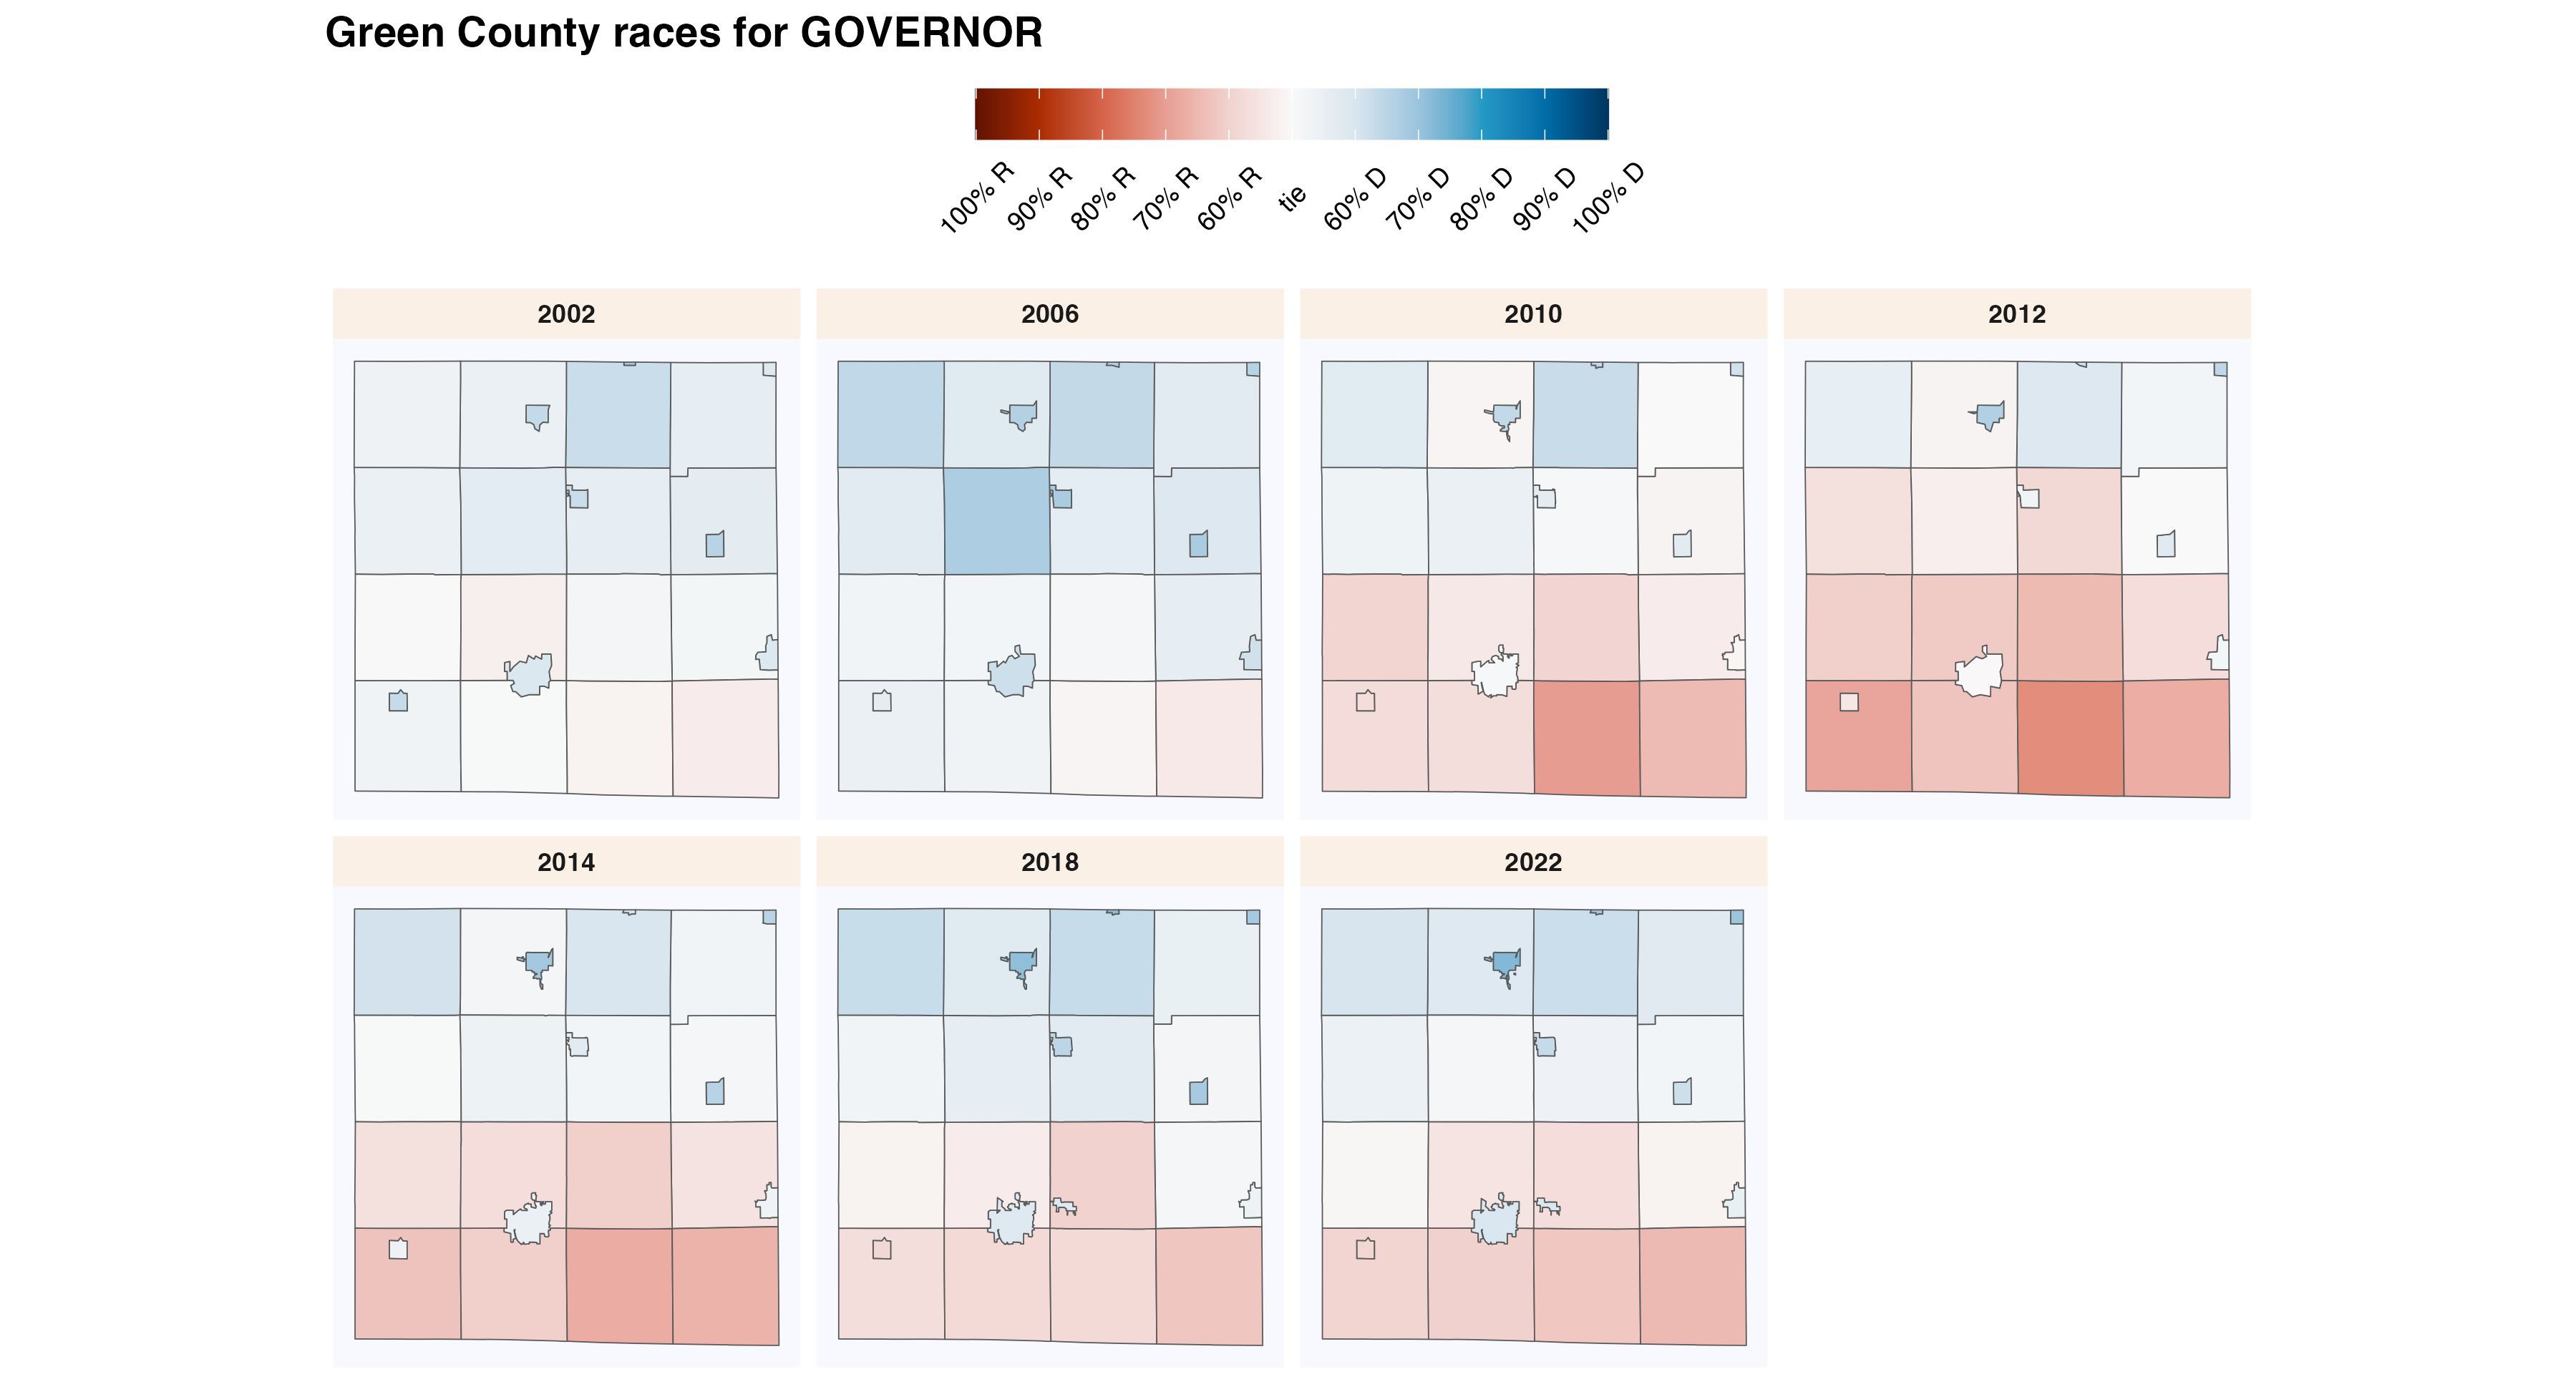 Green County races for GOVERNOR
100% R
90% R
80% R
70% R
60% R
tie
60% D
70% D
80% D
90% D
100% D
2002
2006
2010
2012
2014
2018
2022